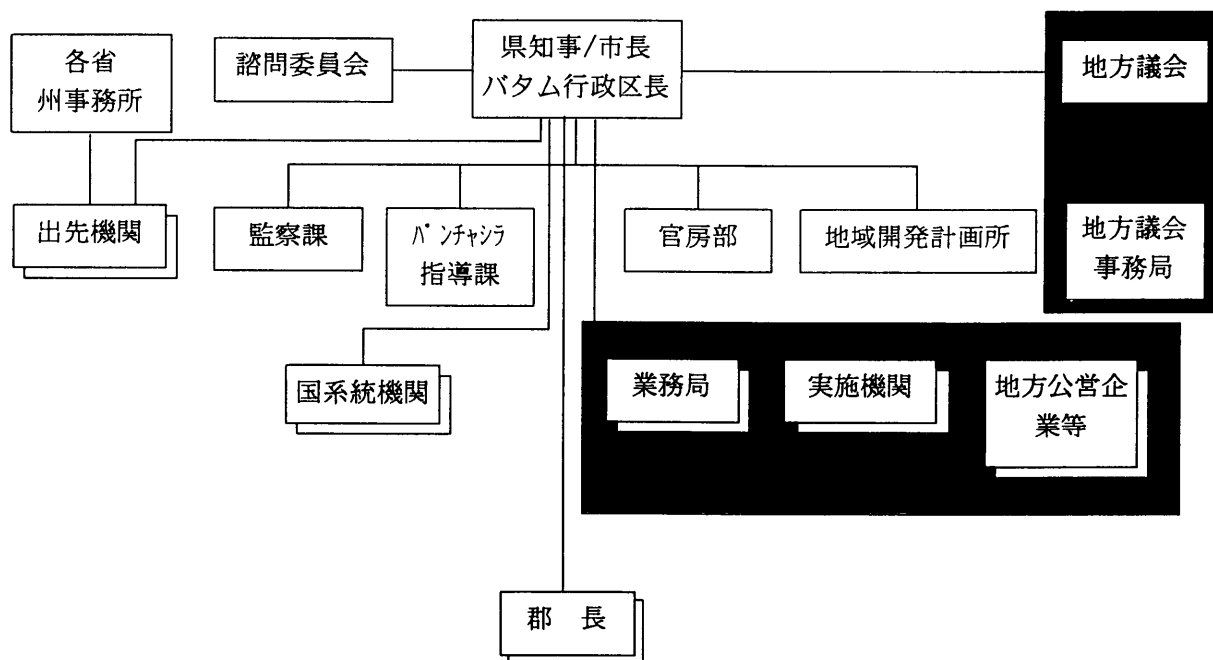 各省
州事務所
諮問委員会
県知事/市長
バタム行政区長
地方議会
出先機関
監察課
パンチャシラ
指導課
官房部
地域開発計画所
地方議会
事務局
国系統機関
業務局
実施機関
地方公営企
業等
郡 長